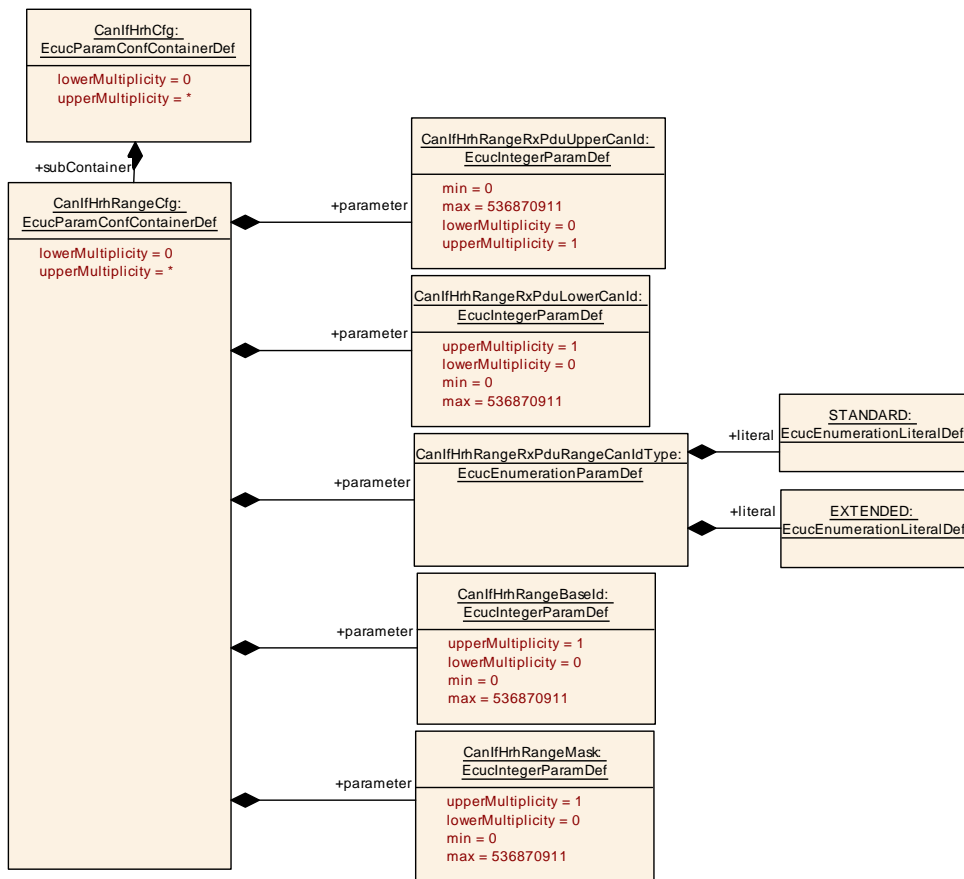 CanIfHrhCfg:
EcucParamConfContainerDef
lowerMultiplicity = 0
upperMultiplicity = *
+subContainer
CanIfHrhRangeCfg:
EcucParamConfContainerDef
lowerMultiplicity = 0
upperMultiplicity = *
+parameter
CanIfHrhRangeRxPduUpperCanId:
EcucIntegerParamDef
min = 0
max = 536870911
lowerMultiplicity = 0
upperMultiplicity = 1
+parameter
CanIfHrhRangeRxPduLowerCanId:
EcucIntegerParamDef
upperMultiplicity = 1
lowerMultiplicity = 0
min = 0
max = 536870911
+parameter
CanIfHrhRangeRxPduRangeCanIdType:
EcucEnumerationParamDef
+literal
STANDARD:
EcucEnumerationLiteralDef
+literal
EXTENDED:
EcucEnumerationLiteralDef
+parameter
CanIfHrhRangeBaseId:
EcucIntegerParamDef
upperMultiplicity = 1
lowerMultiplicity = 0
min = 0
max = 536870911
+parameter
CanIfHrhRangeMask:
EcucIntegerParamDef
upperMultiplicity = 1
lowerMultiplicity = 0
min = 0
max = 536870911